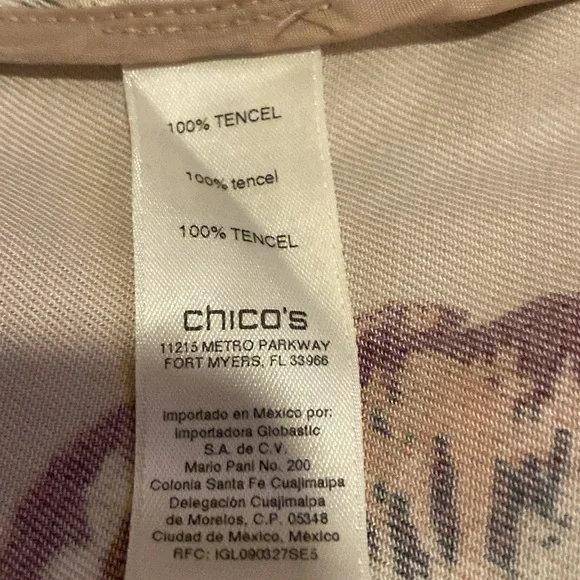 100% TENCEL
100% tencel
100% TENCEL
chico's
11215 METRO PARKWAY
FORT MYERS, FL 33966
Importado en México por:
Importadora Globastic
S.A. de C.V.
Mario Pani No. 200
Colonia Santa Fe Cuajimalpa
Delegación Cuajimalpa
de Morelos, C.P. 05348
Ciudad de México, México
RFC: IGL090327SE5